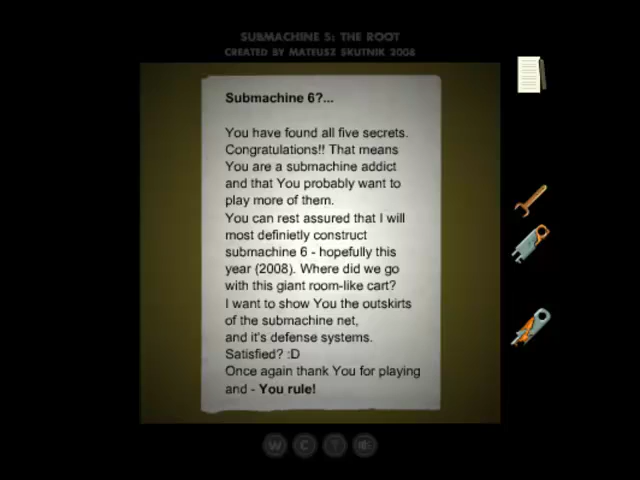 SUBMACHINE 5: THE ROOT
CREATED BY MATEUSZ SKUTNIK 2008
Submachine 6?...
You have found all five secrets.
Congratulations!! That means
You are a submachine addict
and that You probably want to
play more of them.
You can rest assured that I will
most definietly construct
submachine 6 - hopefully this
year (2008). Where did we go
with this giant room-like cart?
I want to show You the outskirts
of the submachine net,
and it's defense systems.
Satisfied? :D
Once again thank You for playing
and - You rule!
W C T